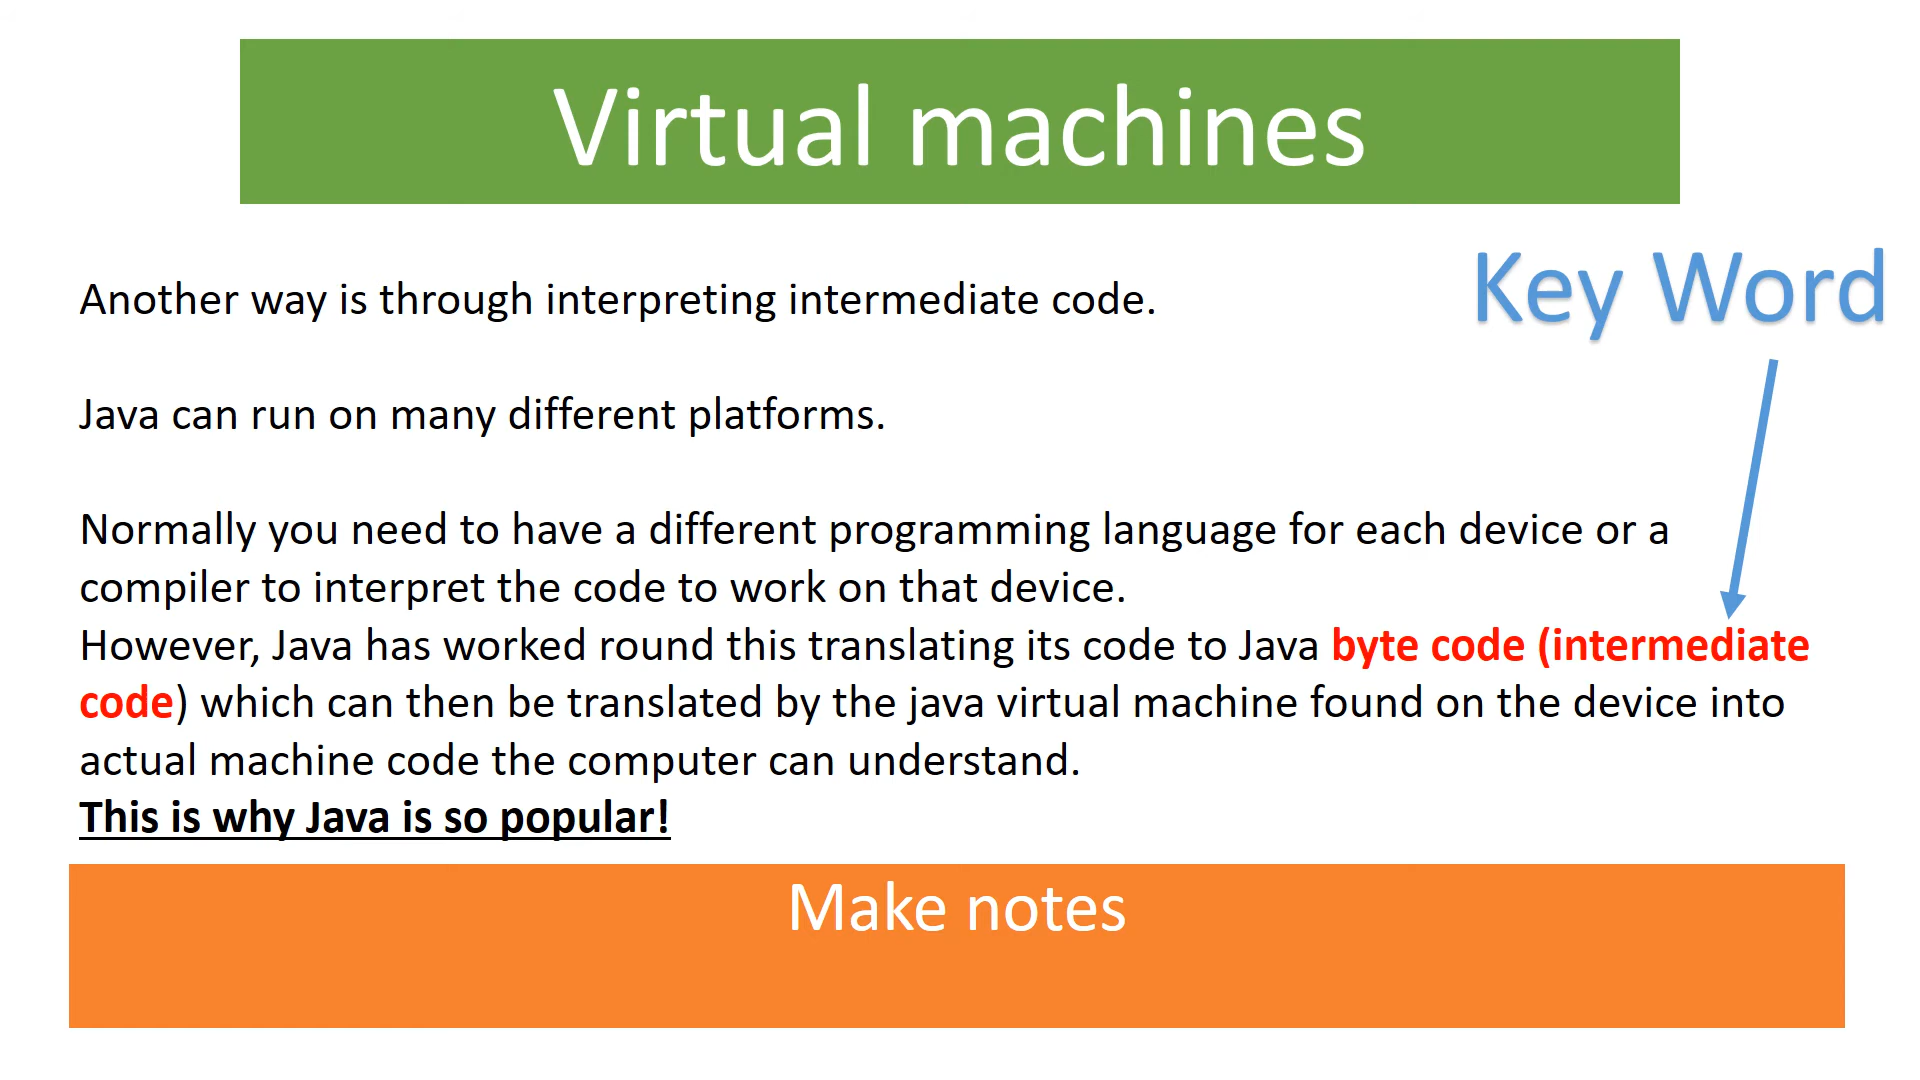 Virtual machines
Key Word
Another way is through interpreting intermediate code.
Java can run on many different platforms.
Normally you need to have a different programming language for each device or a
compiler to interpret the code to work on that device.
However, Java has worked round this translating its code to Java byte code (intermediate
code) which can then be translated by the java virtual machine found on the device into
actual machine code the computer can understand.
This is why Java is so popular!
Make notes